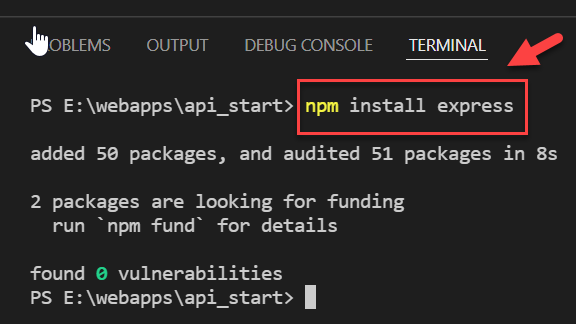 PROBLEMS OUTPUT DEBUG CONSOLE TERMINAL
PS E:\webapps\api_start> npm install express
added 50 packages, and audited 51 packages in 8s
2 packages are looking for funding
run `npm fund` for details
found 0 vulnerabilities
PS E:\webapps\api_start>